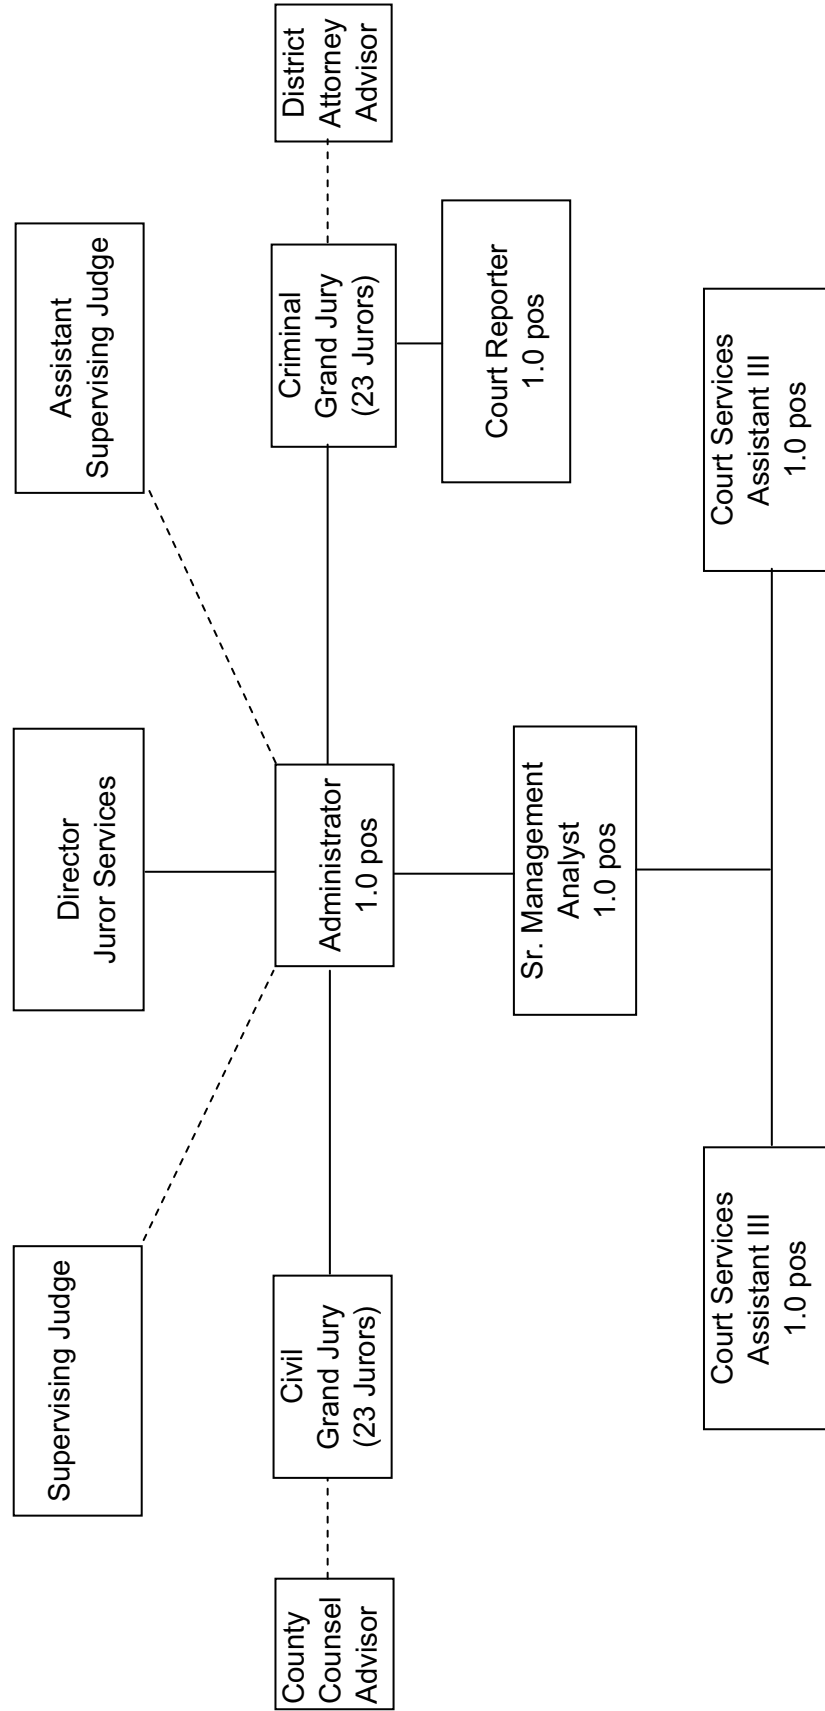 Supervising Judge
Director
Juror Services
Assistant
Supervising Judge
County
Counsel
Advisor
Civil
Grand Jury
(23 Jurors)
Administrator
1.0 pos
Criminal
Grand Jury
(23 Jurors)
District
Attorney
Advisor
Court Reporter
1.0 pos
Sr. Management
Analyst
1.0 pos
Court Services
Assistant III
1.0 pos
Court Services
Assistant III
1.0 pos